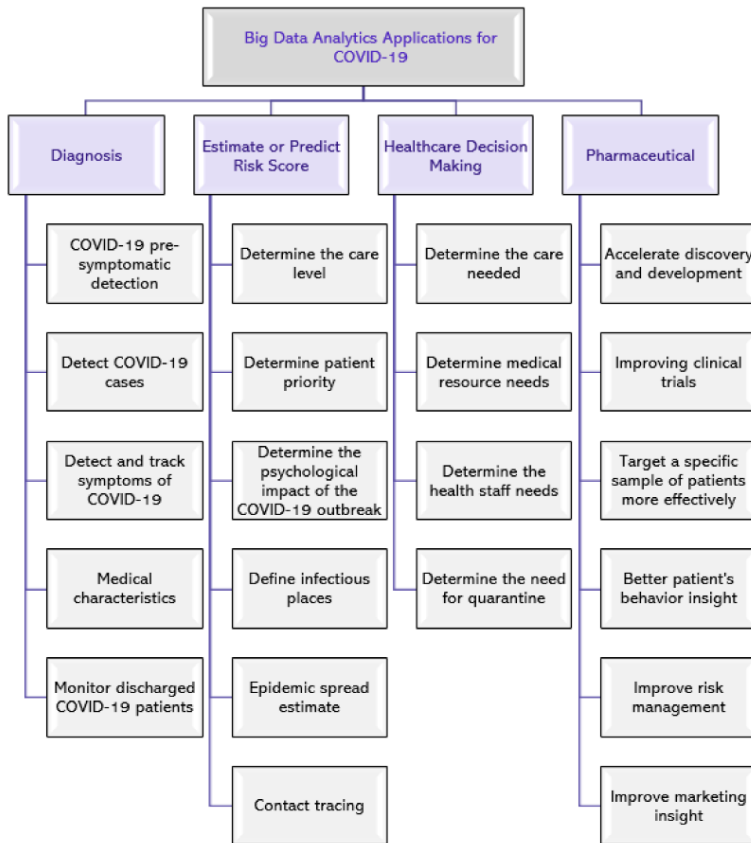 Big Data Analytics Applications for
COVID-19
Diagnosis
Estimate or Predict
Risk Score
Healthcare Decision
Making
Pharmaceutical
COVID-19 pre-
symptomatic
detection
Detect COVID-19
cases
Detect and track
symptoms of
COVID-19
Medical
characteristics
Monitor discharged
COVID-19 patients
Determine the care
level
Determine patient
priority
Determine the
psychological
impact of the
COVID-19 outbreak
Define infectious
places
Epidemic spread
estimate
Contact tracing
Determine the care
needed
Determine medical
resource needs
Determine the
health staff needs
Determine the need
for quarantine
Accelerate discovery
and development
Improving clinical
trials
Target a specific
sample of patients
more effectively
Better patient's
behavior insight
Improve risk
management
Improve marketing
insight